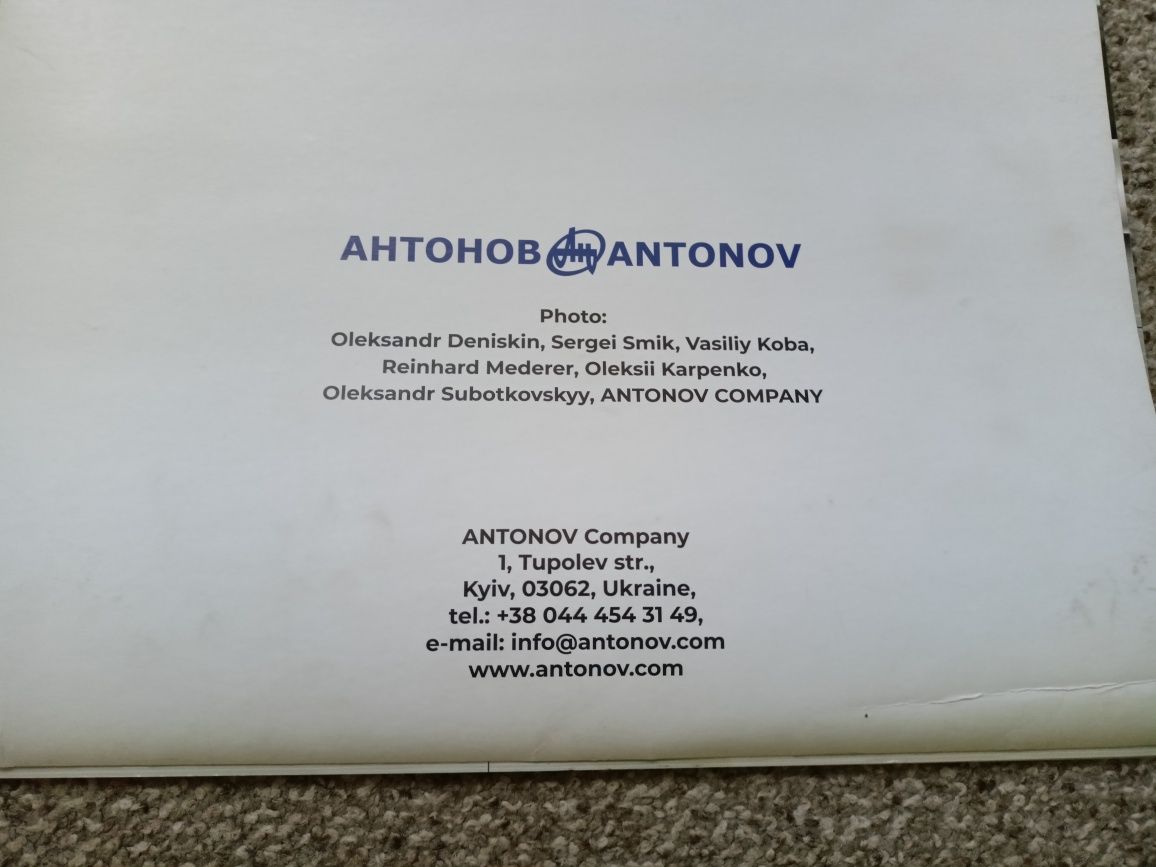 АНТОНОВ Ан ANTONOV
Photo:
Oleksandr Deniskin, Sergei Smik, Vasiliy Koba,
Reinhard Mederer, Oleksii Karpenko,
Oleksandr Subotkovskyy, ANTONOV COMPANY
ANTONOV Company
1, Tupolev str.,
Kyiv, 03062, Ukraine,
tel.: +38 044 454 31 49,
e-mail: info@antonov.com
www.antonov.com